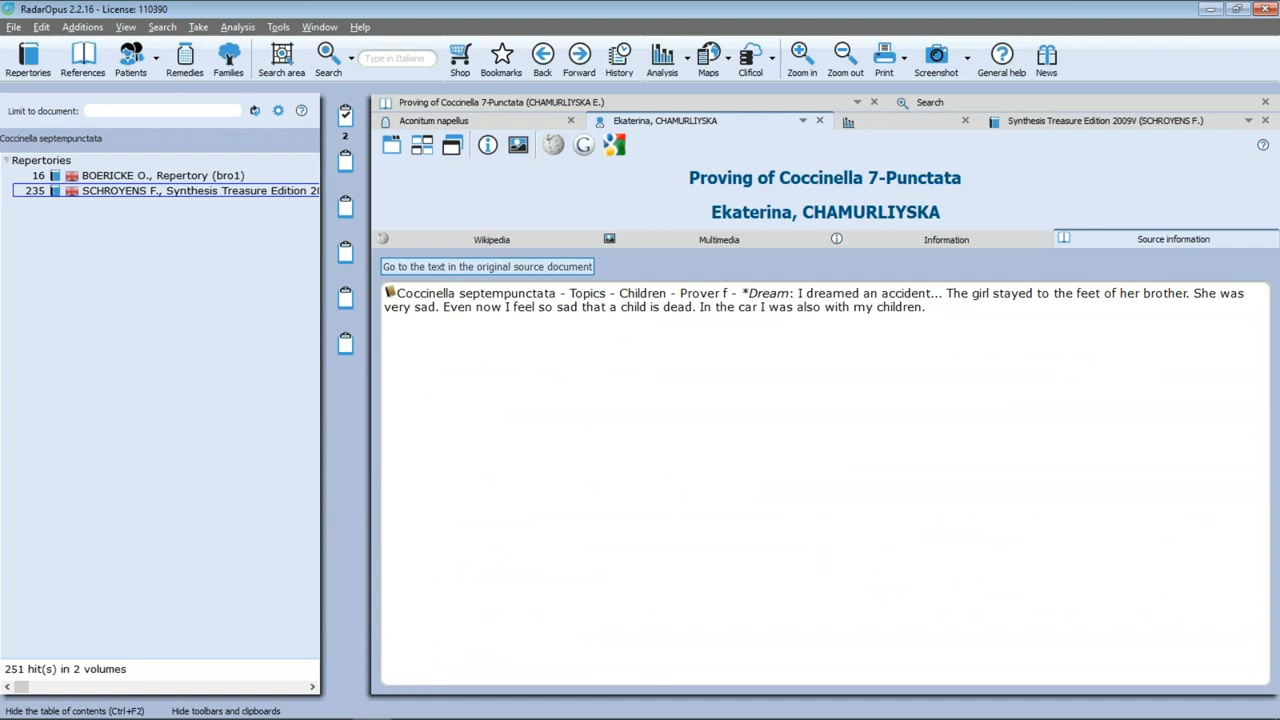 RadarOpus 2.2.16 - License: 110390
File Edit Additions View Search Take Analysis Tools Window Help
Repertories References Patients Remedies Families Search area Search Type in Italiano Shop Bookmarks Back Forward History Analysis Maps Clificol Zoom in Zoom out Print Screenshot General help News
Limit to document:
Coccinella septempunctata
Repertories
16 BOERICKE O., Repertory (bro1)
235 SCHROYENS F., Synthesis Treasure Edition 20
251 hit(s) in 2 volumes
2
Proving of Coccinella 7-Punctata (CHAMURLIYSKA E.) Search
Aconitum napellus Ekaterina, CHAMURLIYSKA Synthesis Treasure Edition 2009V (SCHROYENS F.)
Proving of Coccinella 7-Punctata
Ekaterina, CHAMURLIYSKA
Wikipedia Multimedia Information Source information
Go to the text in the original source document
Coccinella septempunctata - Topics - Children - Prover f - *Dream: I dreamed an accident... The girl stayed to the feet of her brother. She was
very sad. Even now I feel so sad that a child is dead. In the car I was also with my children.
Hide the table of contents (Ctrl+F2) Hide toolbars and clipboards